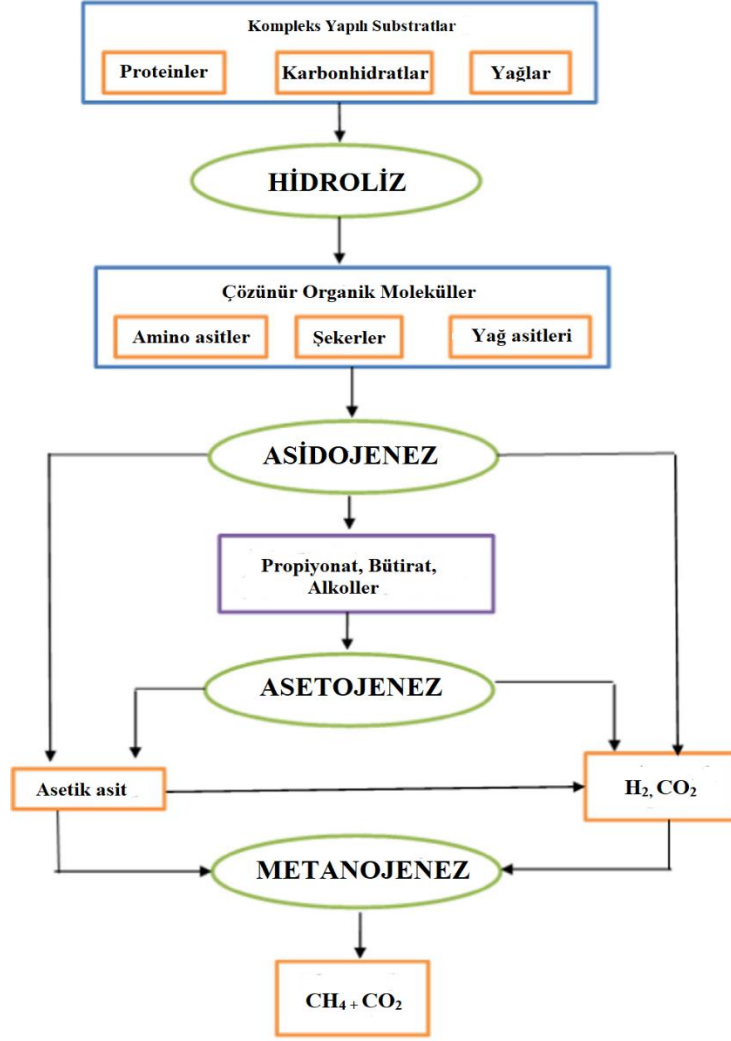 Kompleks Yapılı Substratlar
Proteinler
Karbonhidratlar
Yağlar
HİDROLİZ
Çözünür Organik Moleküller
Amino asitler
Şekerler
Yağ asitleri
ASİDOJENEZ
Propiyonat, Bütirat,
Alkoller
ASETOJENEZ
Asetik asit
H₂, CO₂
METANOJENEZ
CH₄ + CO₂